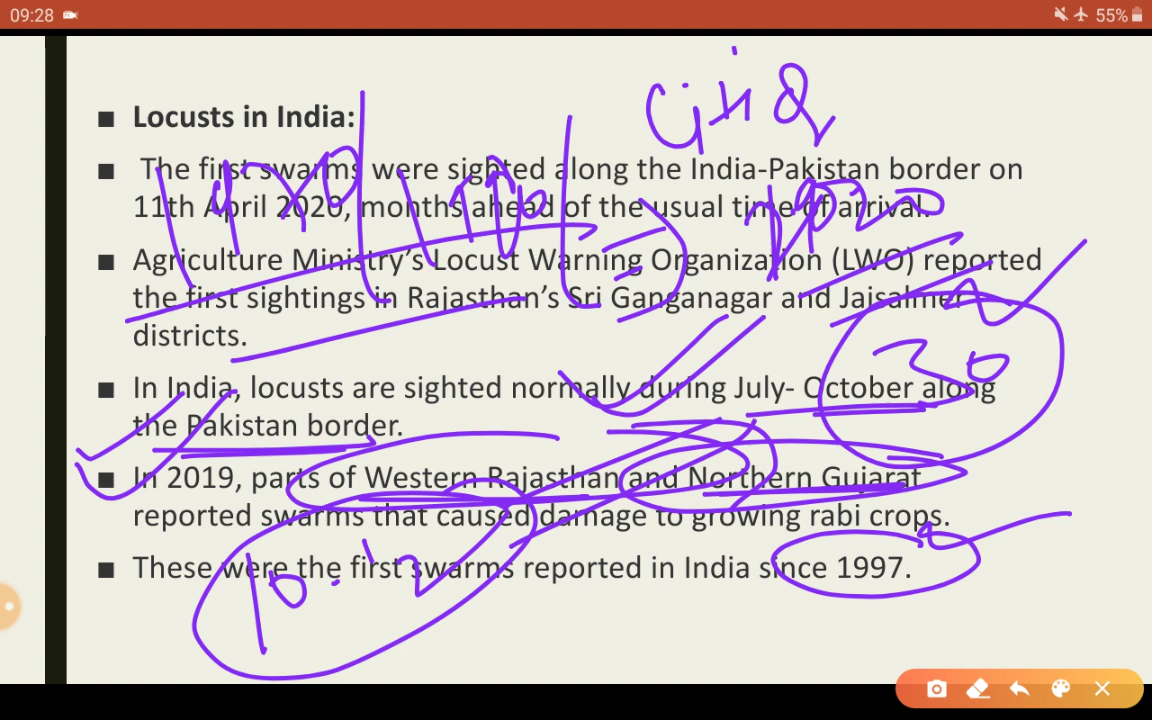 09:28
55%
■ Locusts in India:
■ The first swarms were sighted along the India-Pakistan border on
11th April 2020, months ahead of the usual time of arrival.
■ Agriculture Ministry's Locust Warning Organization (LWO) reported
the first sightings in Rajasthan's Sri Ganganagar and Jaisalmer
districts.
■ In India, locusts are sighted normally during July- October along
the Pakistan border.
■ In 2019, parts of Western Rajasthan and Northern Gujarat
reported swarms that caused damage to growing rabi crops.
■ These were the first swarms reported in India since 1997.